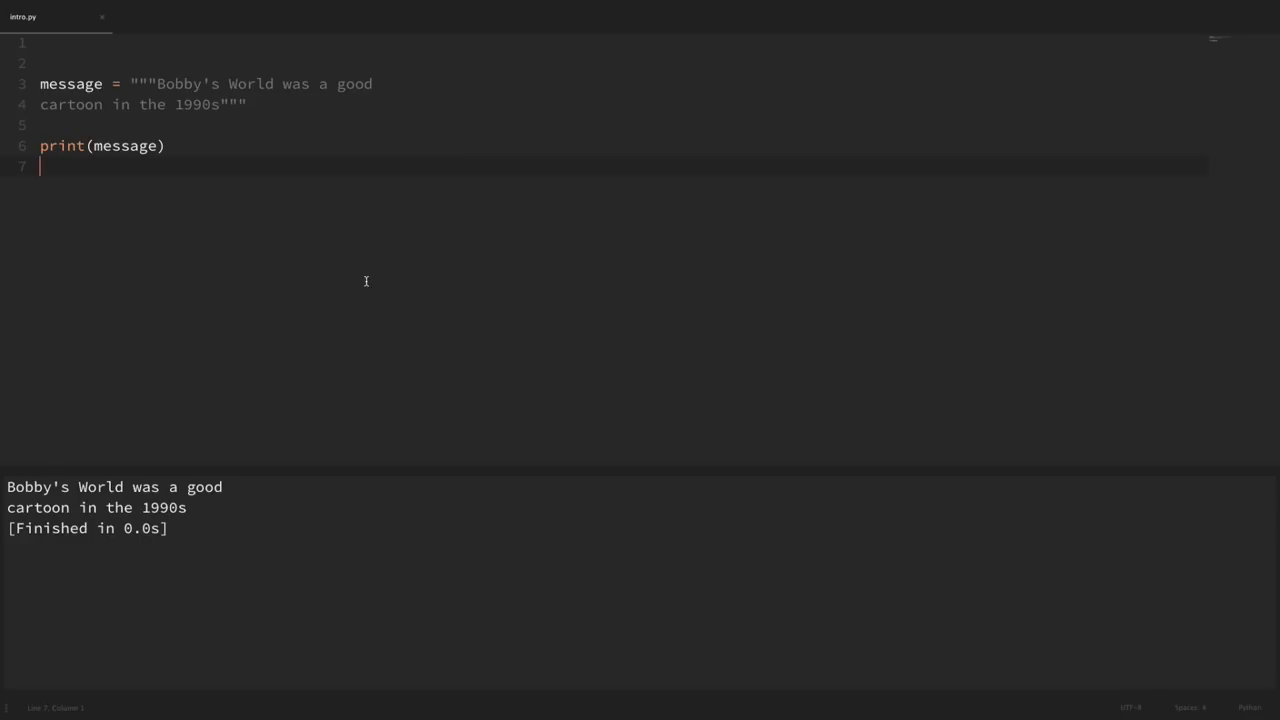 intro.py ×
1
2
3 message = """Bobby's World was a good
4 cartoon in the 1990s"""
5
6 print(message)
7
Bobby's World was a good
cartoon in the 1990s
[Finished in 0.0s]
Line 7, Column 1 UTF-8 Spaces: 4 Python